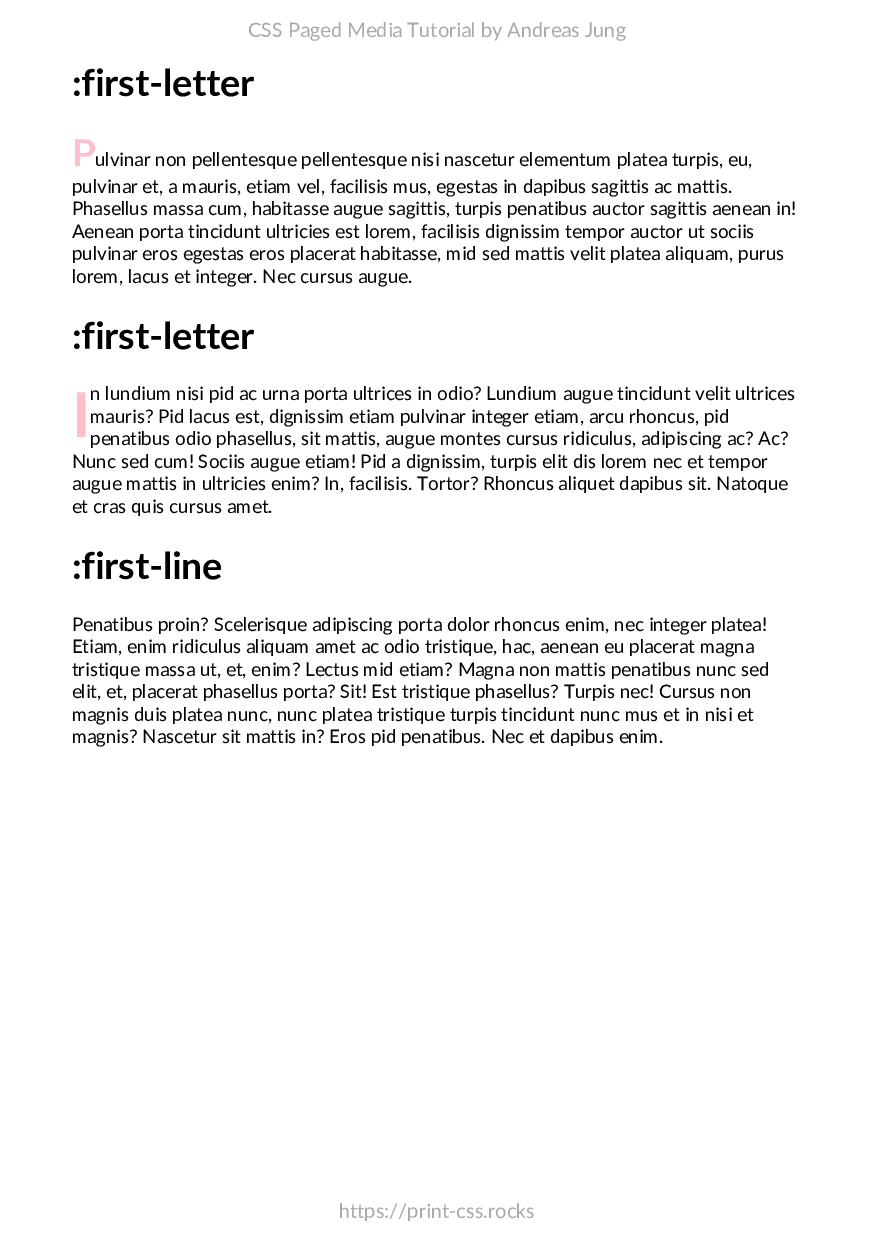 CSS Paged Media Tutorial by Andreas Jung
:first-letter
Pulvinar non pellentesque pellentesque nisi nascetur elementum platea turpis, eu,
pulvinar et, a mauris, etiam vel, facilisis mus, egestas in dapibus sagittis ac mattis.
Phasellus massa cum, habitasse augue sagittis, turpis penatibus auctor sagittis aenean in!
Aenean porta tincidunt ultricies est lorem, facilisis dignissim tempor auctor ut sociis
pulvinar eros egestas eros placerat habitasse, mid sed mattis velit platea aliquam, purus
lorem, lacus et integer. Nec cursus augue.
:first-letter
In lundium nisi pid ac urna porta ultrices in odio? Lundium augue tincidunt velit ultrices
mauris? Pid lacus est, dignissim etiam pulvinar integer etiam, arcu rhoncus, pid
penatibus odio phasellus, sit mattis, augue montes cursus ridiculus, adipiscing ac? Ac?
Nunc sed cum! Sociis augue etiam! Pid a dignissim, turpis elit dis lorem nec et tempor
augue mattis in ultricies enim? In, facilisis. Tortor? Rhoncus aliquet dapibus sit. Natoque
et cras quis cursus amet.
:first-line
Penatibus proin? Scelerisque adipiscing porta dolor rhoncus enim, nec integer platea!
Etiam, enim ridiculus aliquam amet ac odio tristique, hac, aenean eu placerat magna
tristique massa ut, et, enim? Lectus mid etiam? Magna non mattis penatibus nunc sed
elit, et, placerat phasellus porta? Sit! Est tristique phasellus? Turpis nec! Cursus non
magnis duis platea nunc, nunc platea tristique turpis tincidunt nunc mus et in nisi et
magnis? Nascetur sit mattis in? Eros pid penatibus. Nec et dapibus enim.
https://print-css.rocks